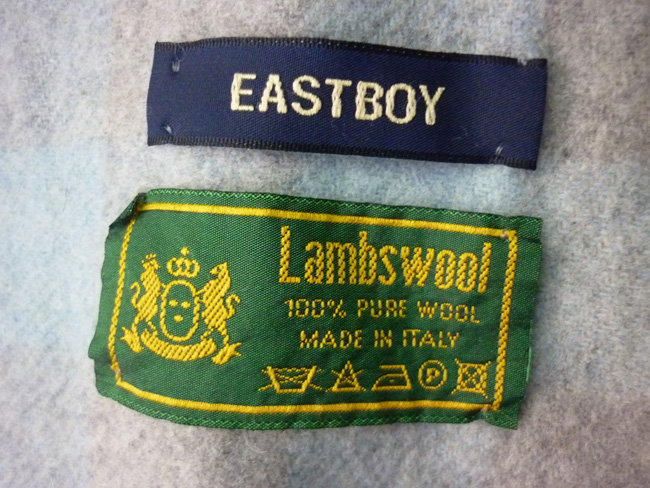 EASTBOY
Lambswool
100% PURE WOOL
MADE IN ITALY
P